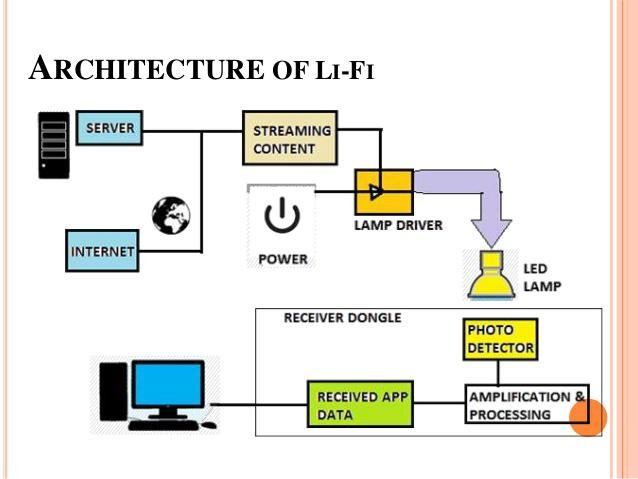 ARCHITECTURE OF LI-FI
SERVER
STREAMING
CONTENT
LAMP DRIVER
INTERNET
POWER
LED
LAMP
RECEIVER DONGLE
PHOTO
DETECTOR
RECEIVED APP
DATA
AMPLIFICATION &
PROCESSING